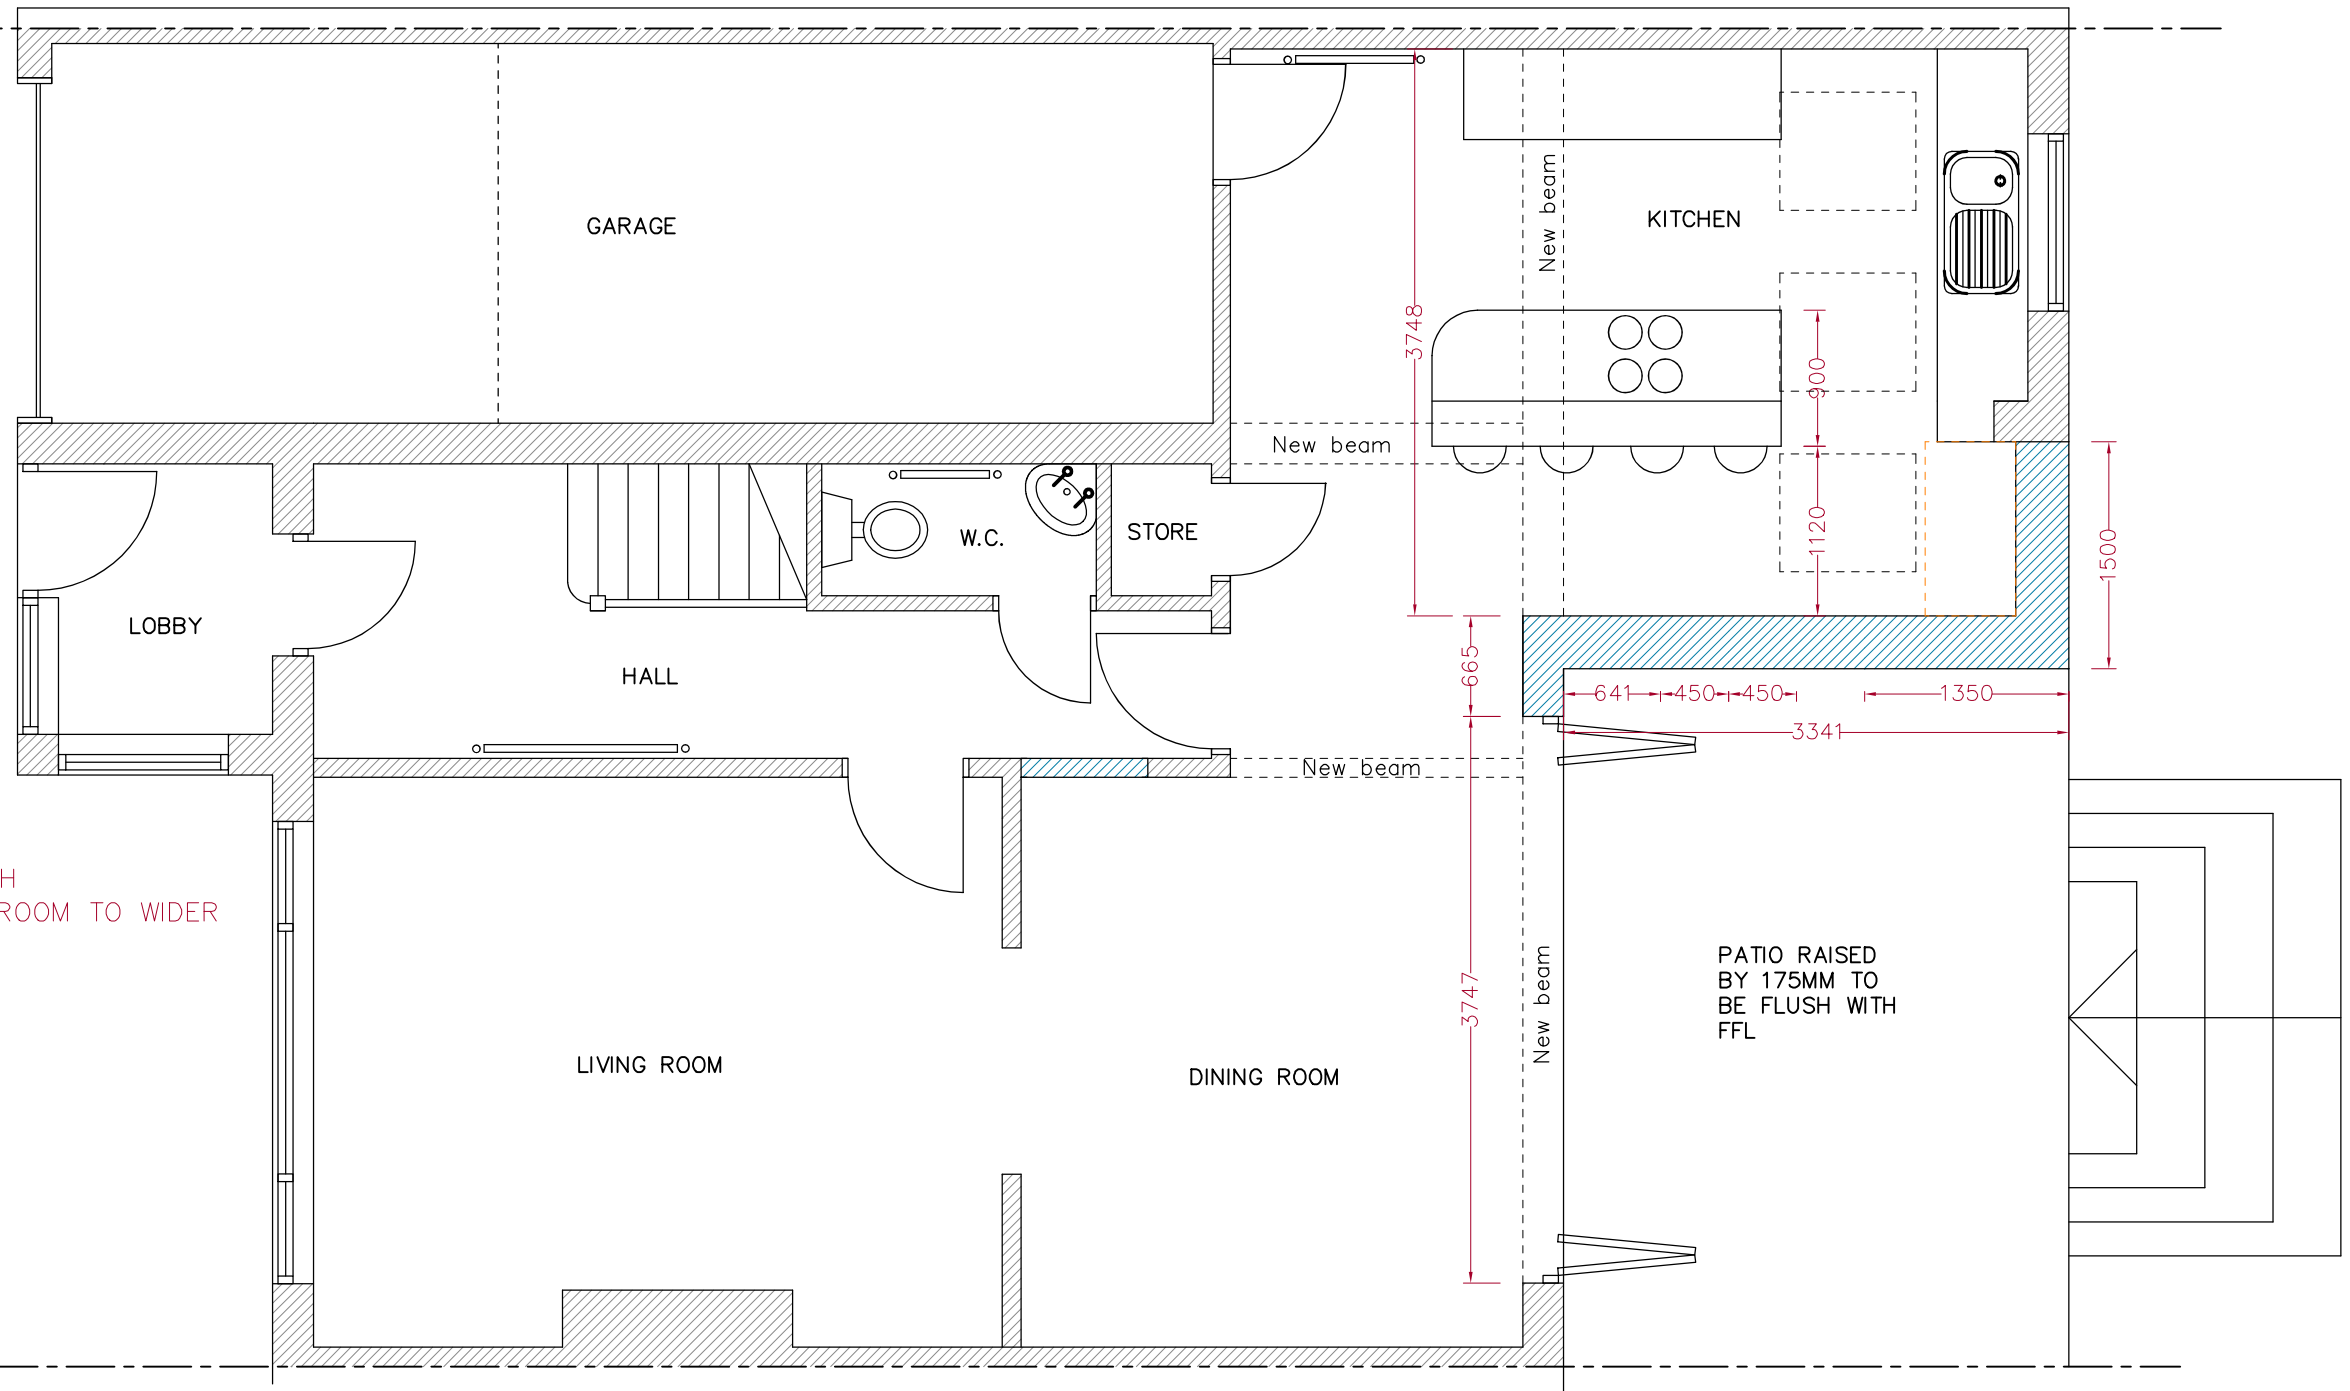 GARAGE
New beam
KITCHEN
3748
900
New beam
W.C.
STORE
1120
1500
LOBBY
HALL
665
641
450
450
1350
3341
New beam
H
ROOM TO WIDER
3747
New beam
PATIO RAISED
BY 175MM TO
BE FLUSH WITH
FFL
LIVING ROOM
DINING ROOM